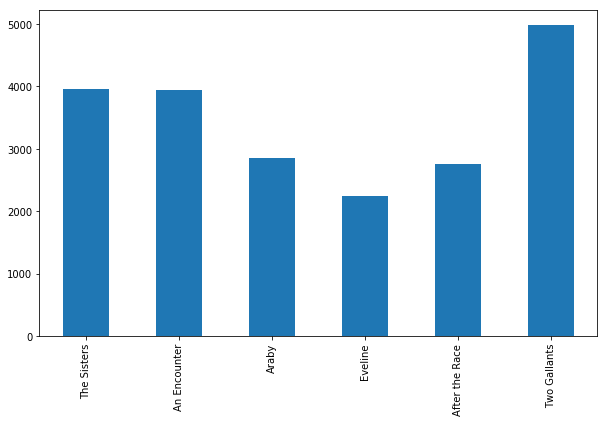 5000
4000
3000
2000
1000
0
The Sisters
An Encounter
Araby
Eveline
After the Race
Two Gallants